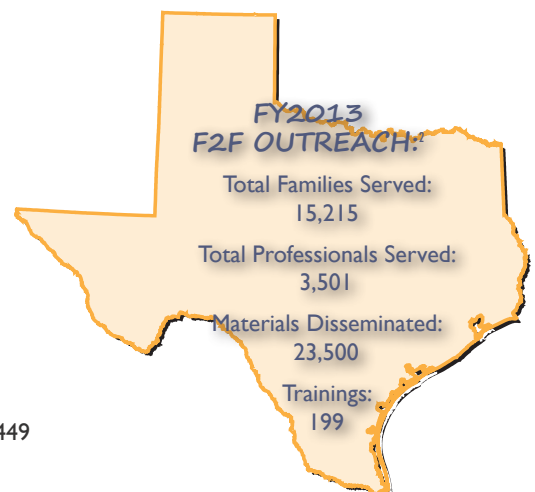 FY2013
F2F OUTREACH:²
Total Families Served:
15,215
Total Professionals Served:
3,501
Materials Disseminated:
23,500
Trainings:
199
449